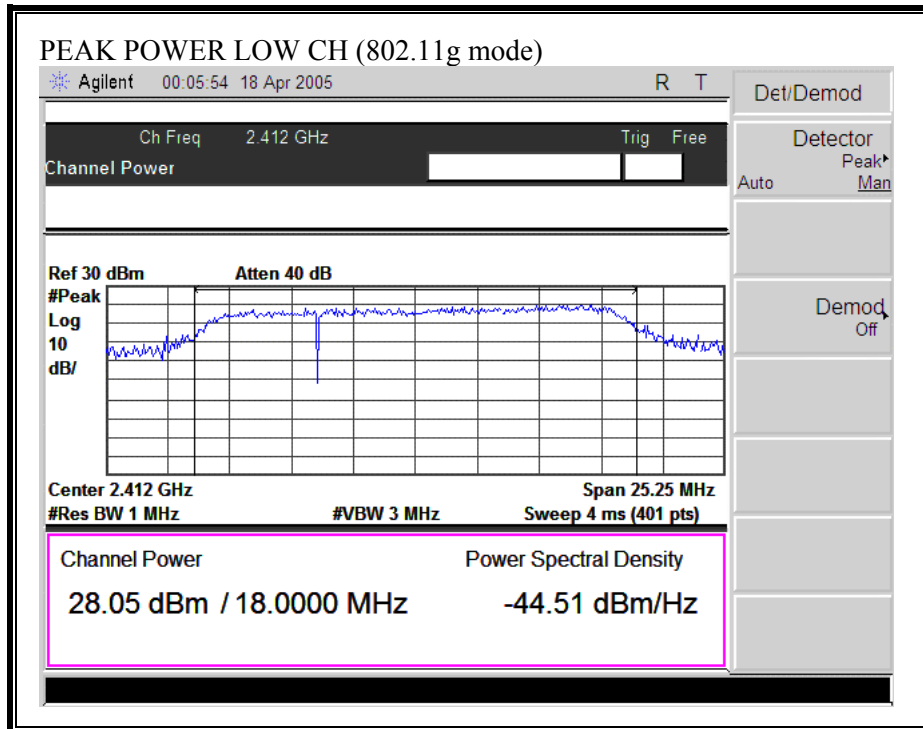 PEAK POWER LOW CH (802.11g mode)
Agilent 00:05:54 18 Apr 2005 R T
Det/Demod
Ch Freq 2.412 GHz Trig Free
Channel Power
Detector
Peak
Auto Man
Ref 30 dBm Atten 40 dB
#Peak
Log
10
dB/
Demod
Off
Center 2.412 GHz Span 25.25 MHz
#Res BW 1 MHz #VBW 3 MHz Sweep 4 ms (401 pts)
Channel Power Power Spectral Density
28.05 dBm / 18.0000 MHz -44.51 dBm/Hz